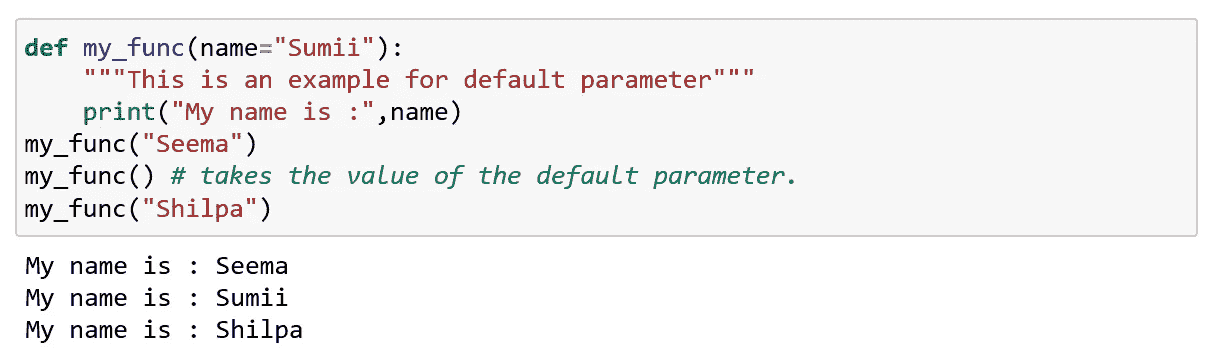 def my_func(name="Sumii"):
    """This is an example for default parameter"""
    print("My name is :",name)
my_func("Seema")
my_func() # takes the value of the default parameter.
my_func("Shilpa")
My name is : Seema
My name is : Sumii
My name is : Shilpa